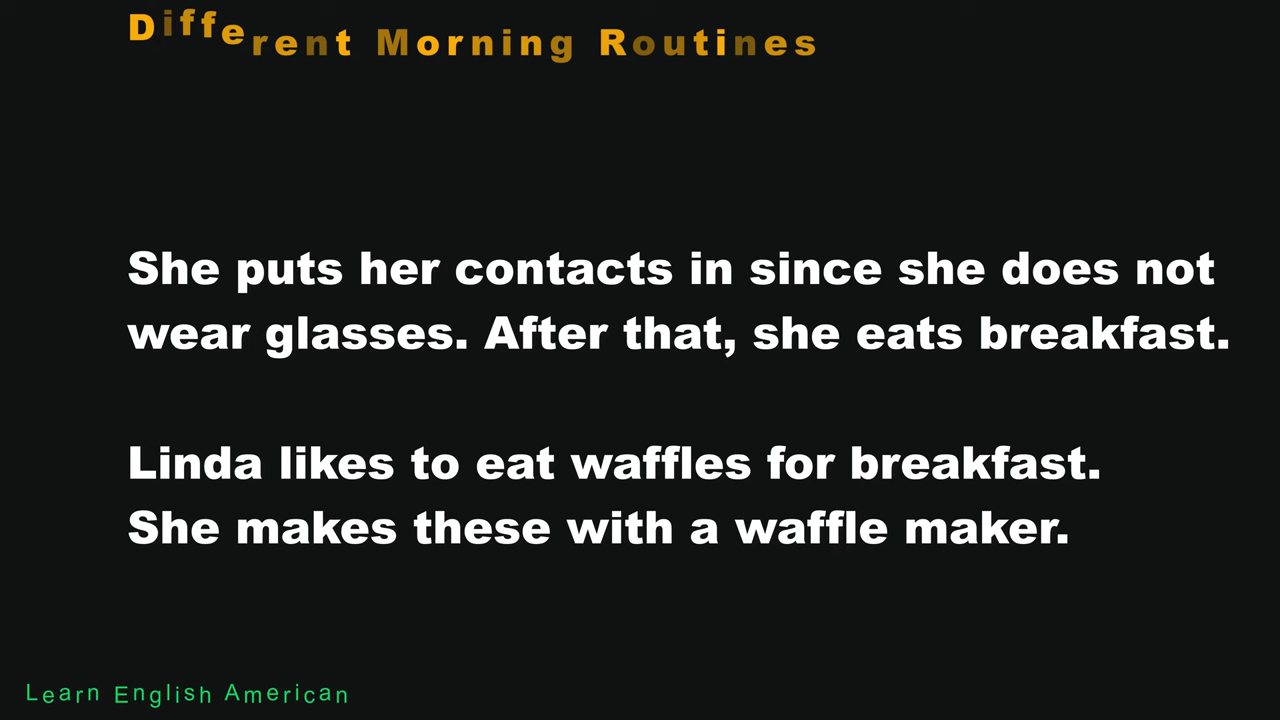 Different Morning Routines
She puts her contacts in since she does not
wear glasses. After that, she eats breakfast.
Linda likes to eat waffles for breakfast.
She makes these with a waffle maker.
Learn English American